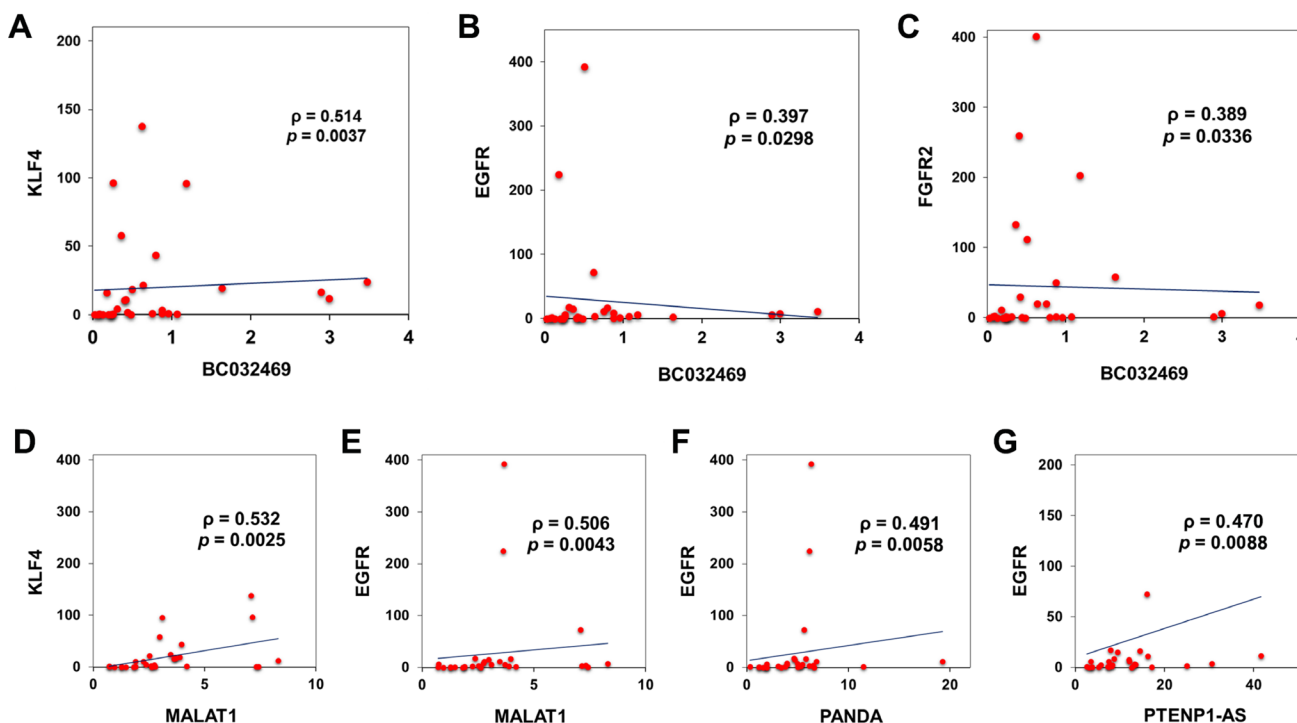 A
200
150
100
50
0
KLF4
ρ = 0.514
p = 0.0037
0 1 2 3 4
BC032469
B
400
300
200
100
0
EGFR
ρ = 0.397
p = 0.0298
0 1 2 3 4
BC032469
C
400
300
200
100
0
FGFR2
ρ = 0.389
p = 0.0336
0 1 2 3 4
BC032469
D
400
300
200
100
0
KLF4
ρ = 0.532
p = 0.0025
0 5 10
MALAT1
E
400
300
200
100
0
EGFR
ρ = 0.506
p = 0.0043
0 5 10
MALAT1
F
400
300
200
100
0
EGFR
ρ = 0.491
p = 0.0058
0 5 10 15 20
PANDA
G
200
150
100
50
0
EGFR
ρ = 0.470
p = 0.0088
0 20 40
PTENP1-AS